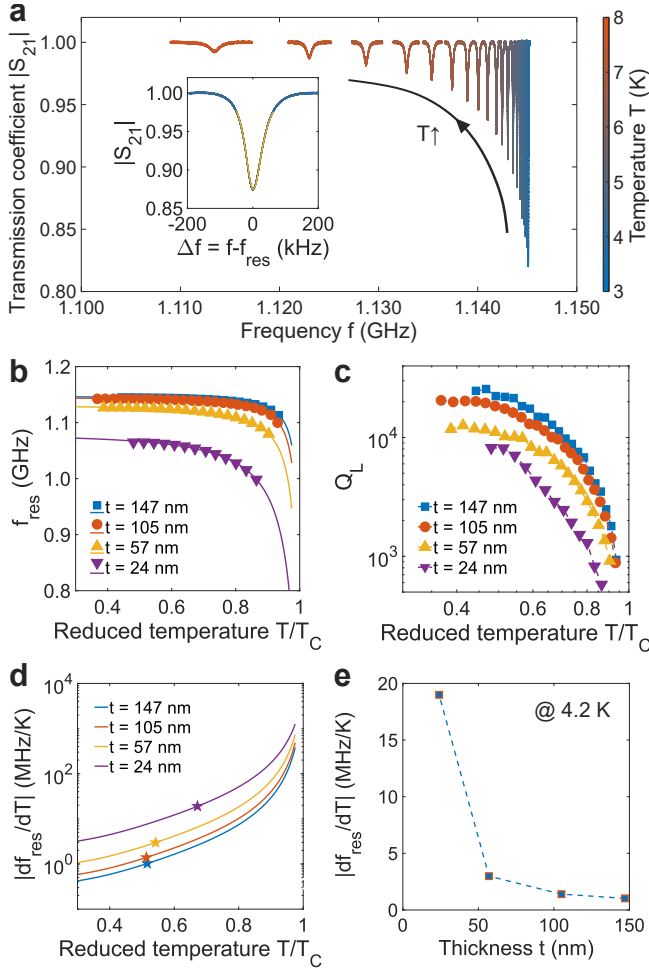 a
Transmission coefficient |S21|
1.00
0.95
0.90
0.85
0.80
1.100
1.110
1.120
1.130
1.140
1.150
Frequency f (GHz)
T↑
|S21|
1.00
0.95
0.90
0.85
-200
0
200
Δf = f-fres (kHz)
8
7
6
5
4
3
Temperature T (K)
b
fres (GHz)
1.2
1.1
1.0
0.9
0.8
t = 147 nm
t = 105 nm
t = 57 nm
t = 24 nm
0.4
0.6
0.8
1
Reduced temperature T/TC
c
QL
10^4
10^3
t = 147 nm
t = 105 nm
t = 57 nm
t = 24 nm
0.4
0.6
0.8
1
Reduced temperature T/TC
d
|dfres/dT| (MHz/K)
10^4
10^2
10^0
t = 147 nm
t = 105 nm
t = 57 nm
t = 24 nm
0.4
0.6
0.8
1
Reduced temperature T/TC
e
|dfres/dT| (MHz/K)
20
15
10
5
0
@ 4.2 K
0
50
100
150
Thickness t (nm)